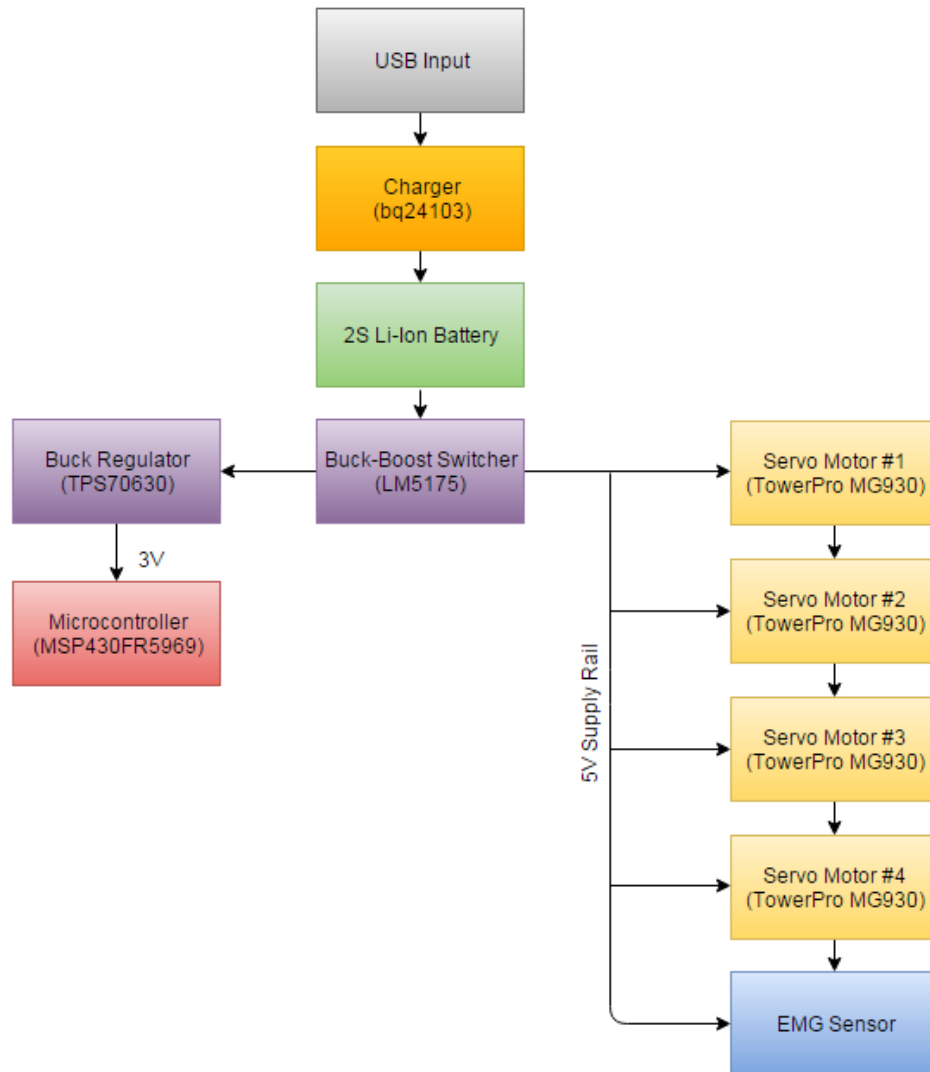 USB Input
Charger
(bq24103)
2S Li-Ion Battery
Buck Regulator
(TPS70630)
Buck-Boost Switcher
(LM5175)
Servo Motor #1
(TowerPro MG930)
3V
Microcontroller
(MSP430FR5969)
Servo Motor #2
(TowerPro MG930)
5V Supply Rail
Servo Motor #3
(TowerPro MG930)
Servo Motor #4
(TowerPro MG930)
EMG Sensor